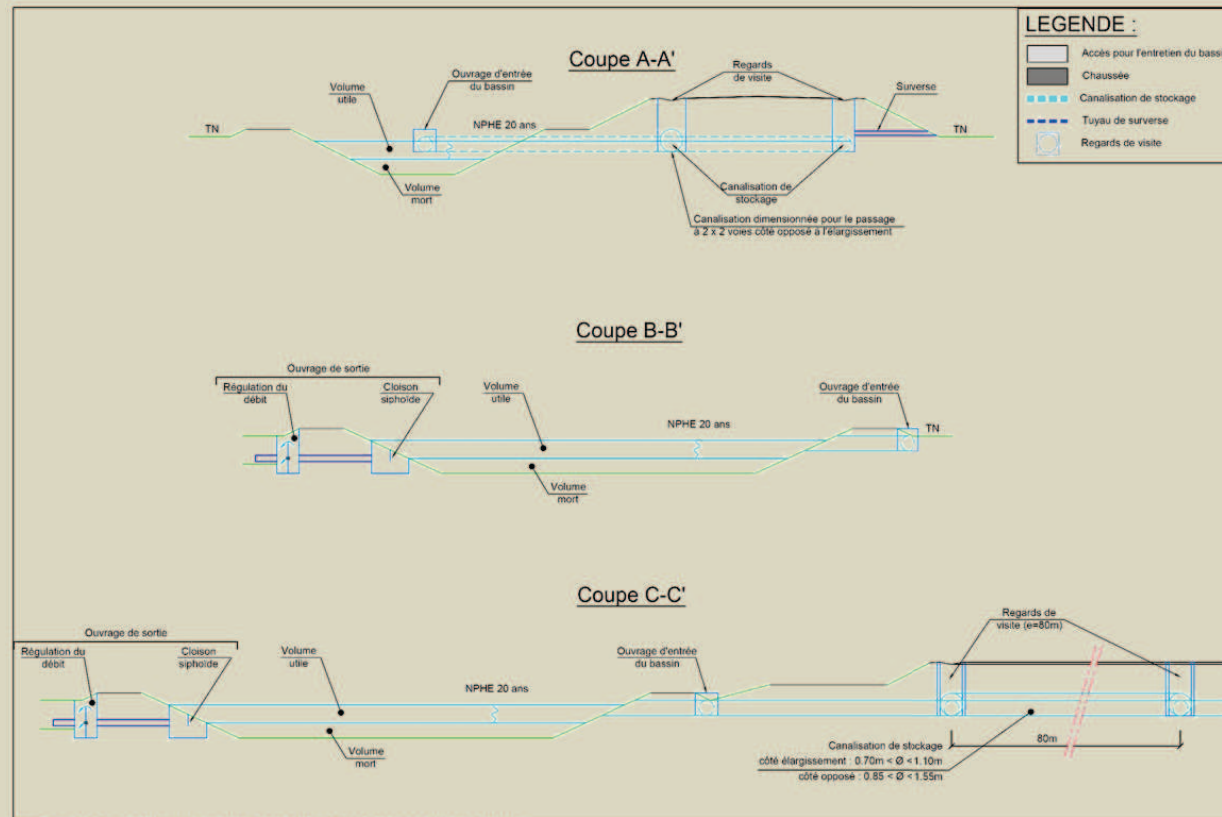 LEGENDE :
Accès pour l'entretien du bassi
Chaussée
Canalisation de stockage
Tuyau de surverse
Regards de visite
Coupe A-A'
Ouvrage d'entrée
du bassin
Regards
de visite
Volume
utile
Surverse
NPHE 20 ans
TN
TN
Volume
mort
Canalisation de
stockage
Canalisation dimensionnée pour le passage
à 2 x 2 voies côté opposé à l'élargissement
Coupe B-B'
Ouvrage de sortie
Régulation du
débit
Cloison
siphoïde
Volume
utile
Ouvrage d'entrée
du bassin
NPHE 20 ans
TN
Volume
mort
Coupe C-C'
Ouvrage de sortie
Régulation du
débit
Cloison
siphoïde
Volume
utile
Ouvrage d'entrée
du bassin
Regards de
visite (e=80m)
NPHE 20 ans
Volume
mort
80m
Canalisation de stockage
côté élargissement : 0.70m < Ø < 1.10m
côté opposé : 0.85 < Ø < 1.55m